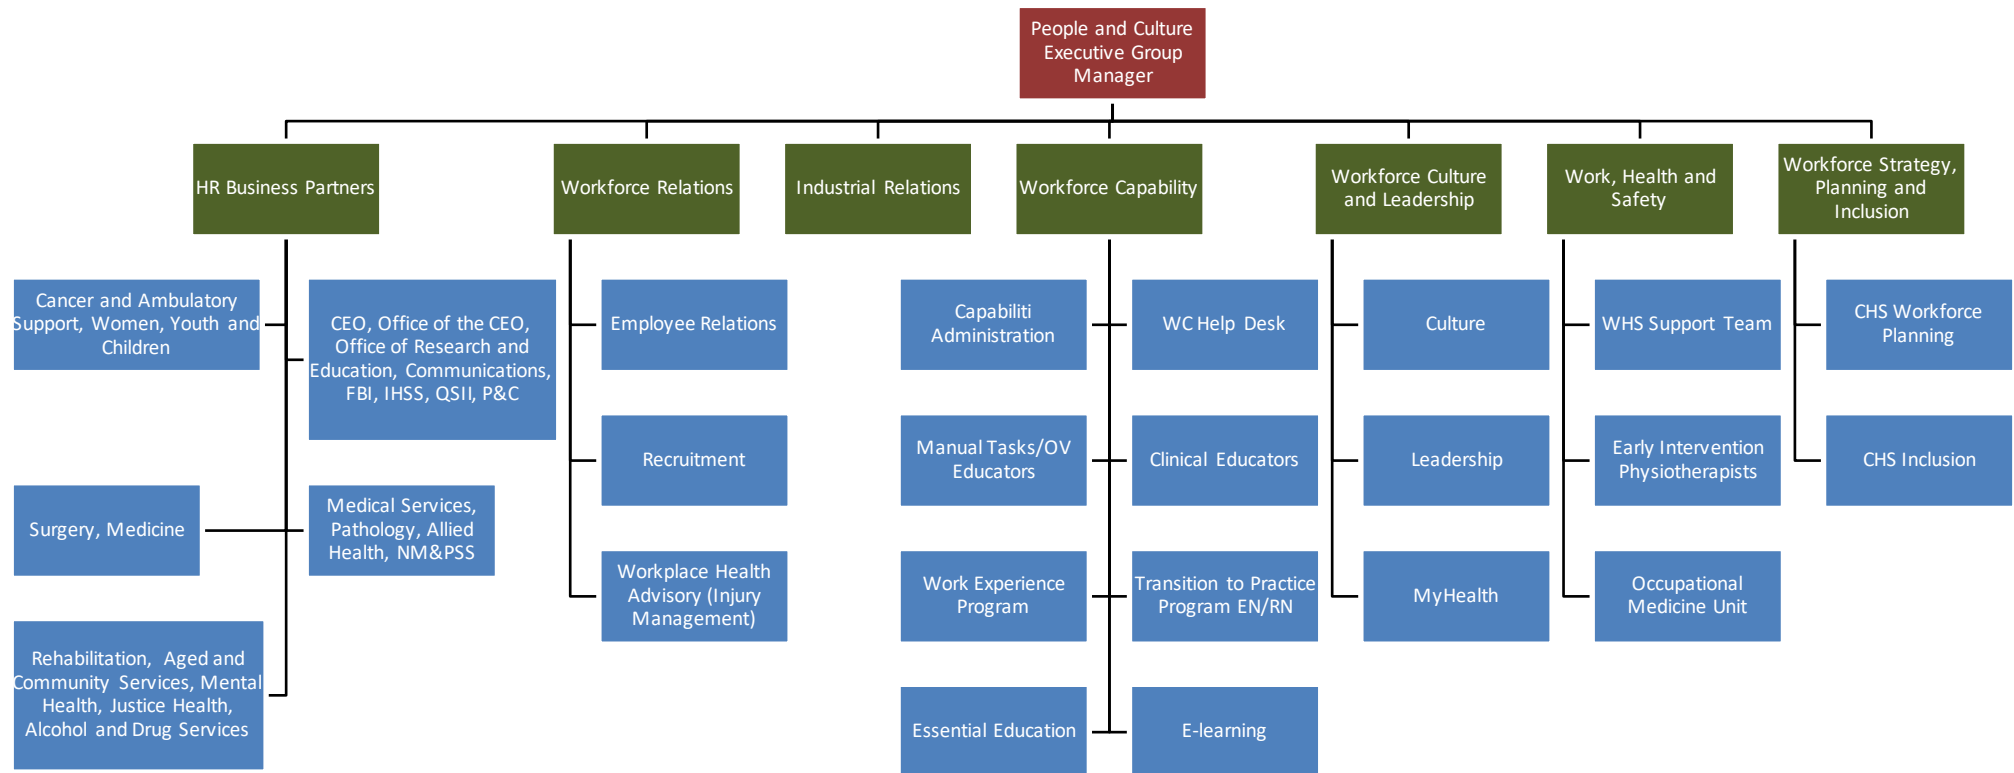 People and Culture
Executive Group
Manager
HR Business Partners
Workforce Relations
Industrial Relations
Workforce Capability
Workforce Culture
and Leadership
Work, Health and
Safety
Workforce Strategy,
Planning and
Inclusion
Cancer and Ambulatory
Support, Women, Youth and
Children
CEO, Office of the CEO,
Office of Research and
Education, Communications,
FBI, IHSS, QSII, P&C
Surgery, Medicine
Medical Services,
Pathology, Allied
Health, NM&PSS
Rehabilitation, Aged and
Community Services, Mental
Health, Justice Health,
Alcohol and Drug Services
Employee Relations
Recruitment
Workplace Health
Advisory (Injury
Management)
Capabiliti
Administration
WC Help Desk
Manual Tasks/OV
Educators
Clinical Educators
Work Experience
Program
Transition to Practice
Program EN/RN
Essential Education
E-learning
Culture
Leadership
MyHealth
WHS Support Team
Early Intervention
Physiotherapists
Occupational
Medicine Unit
CHS Workforce
Planning
CHS Inclusion